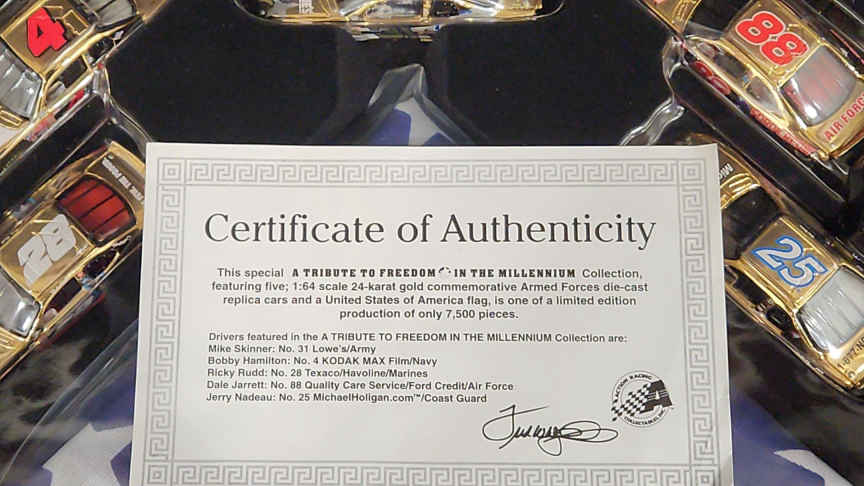 4
88
AIR FORCE
28
25
Certificate of Authenticity
This special A TRIBUTE TO FREEDOM IN THE MILLENNIUM Collection,
featuring five; 1:64 scale 24-karat gold commemorative Armed Forces die-cast
replica cars and a United States of America flag, is one of a limited edition
production of only 7,500 pieces.
Drivers featured in the A TRIBUTE TO FREEDOM IN THE MILLENNIUM Collection are:
Mike Skinner: No. 31 Lowe's/Army
Bobby Hamilton: No. 4 KODAK MAX Film/Navy
Ricky Rudd: No. 28 Texaco/Havoline/Marines
Dale Jarrett: No. 88 Quality Care Service/Ford Credit/Air Force
Jerry Nadeau: No. 25 MichaelHoligan.com™/Coast Guard
ACTION RACING
COLLECTABLES, INC.